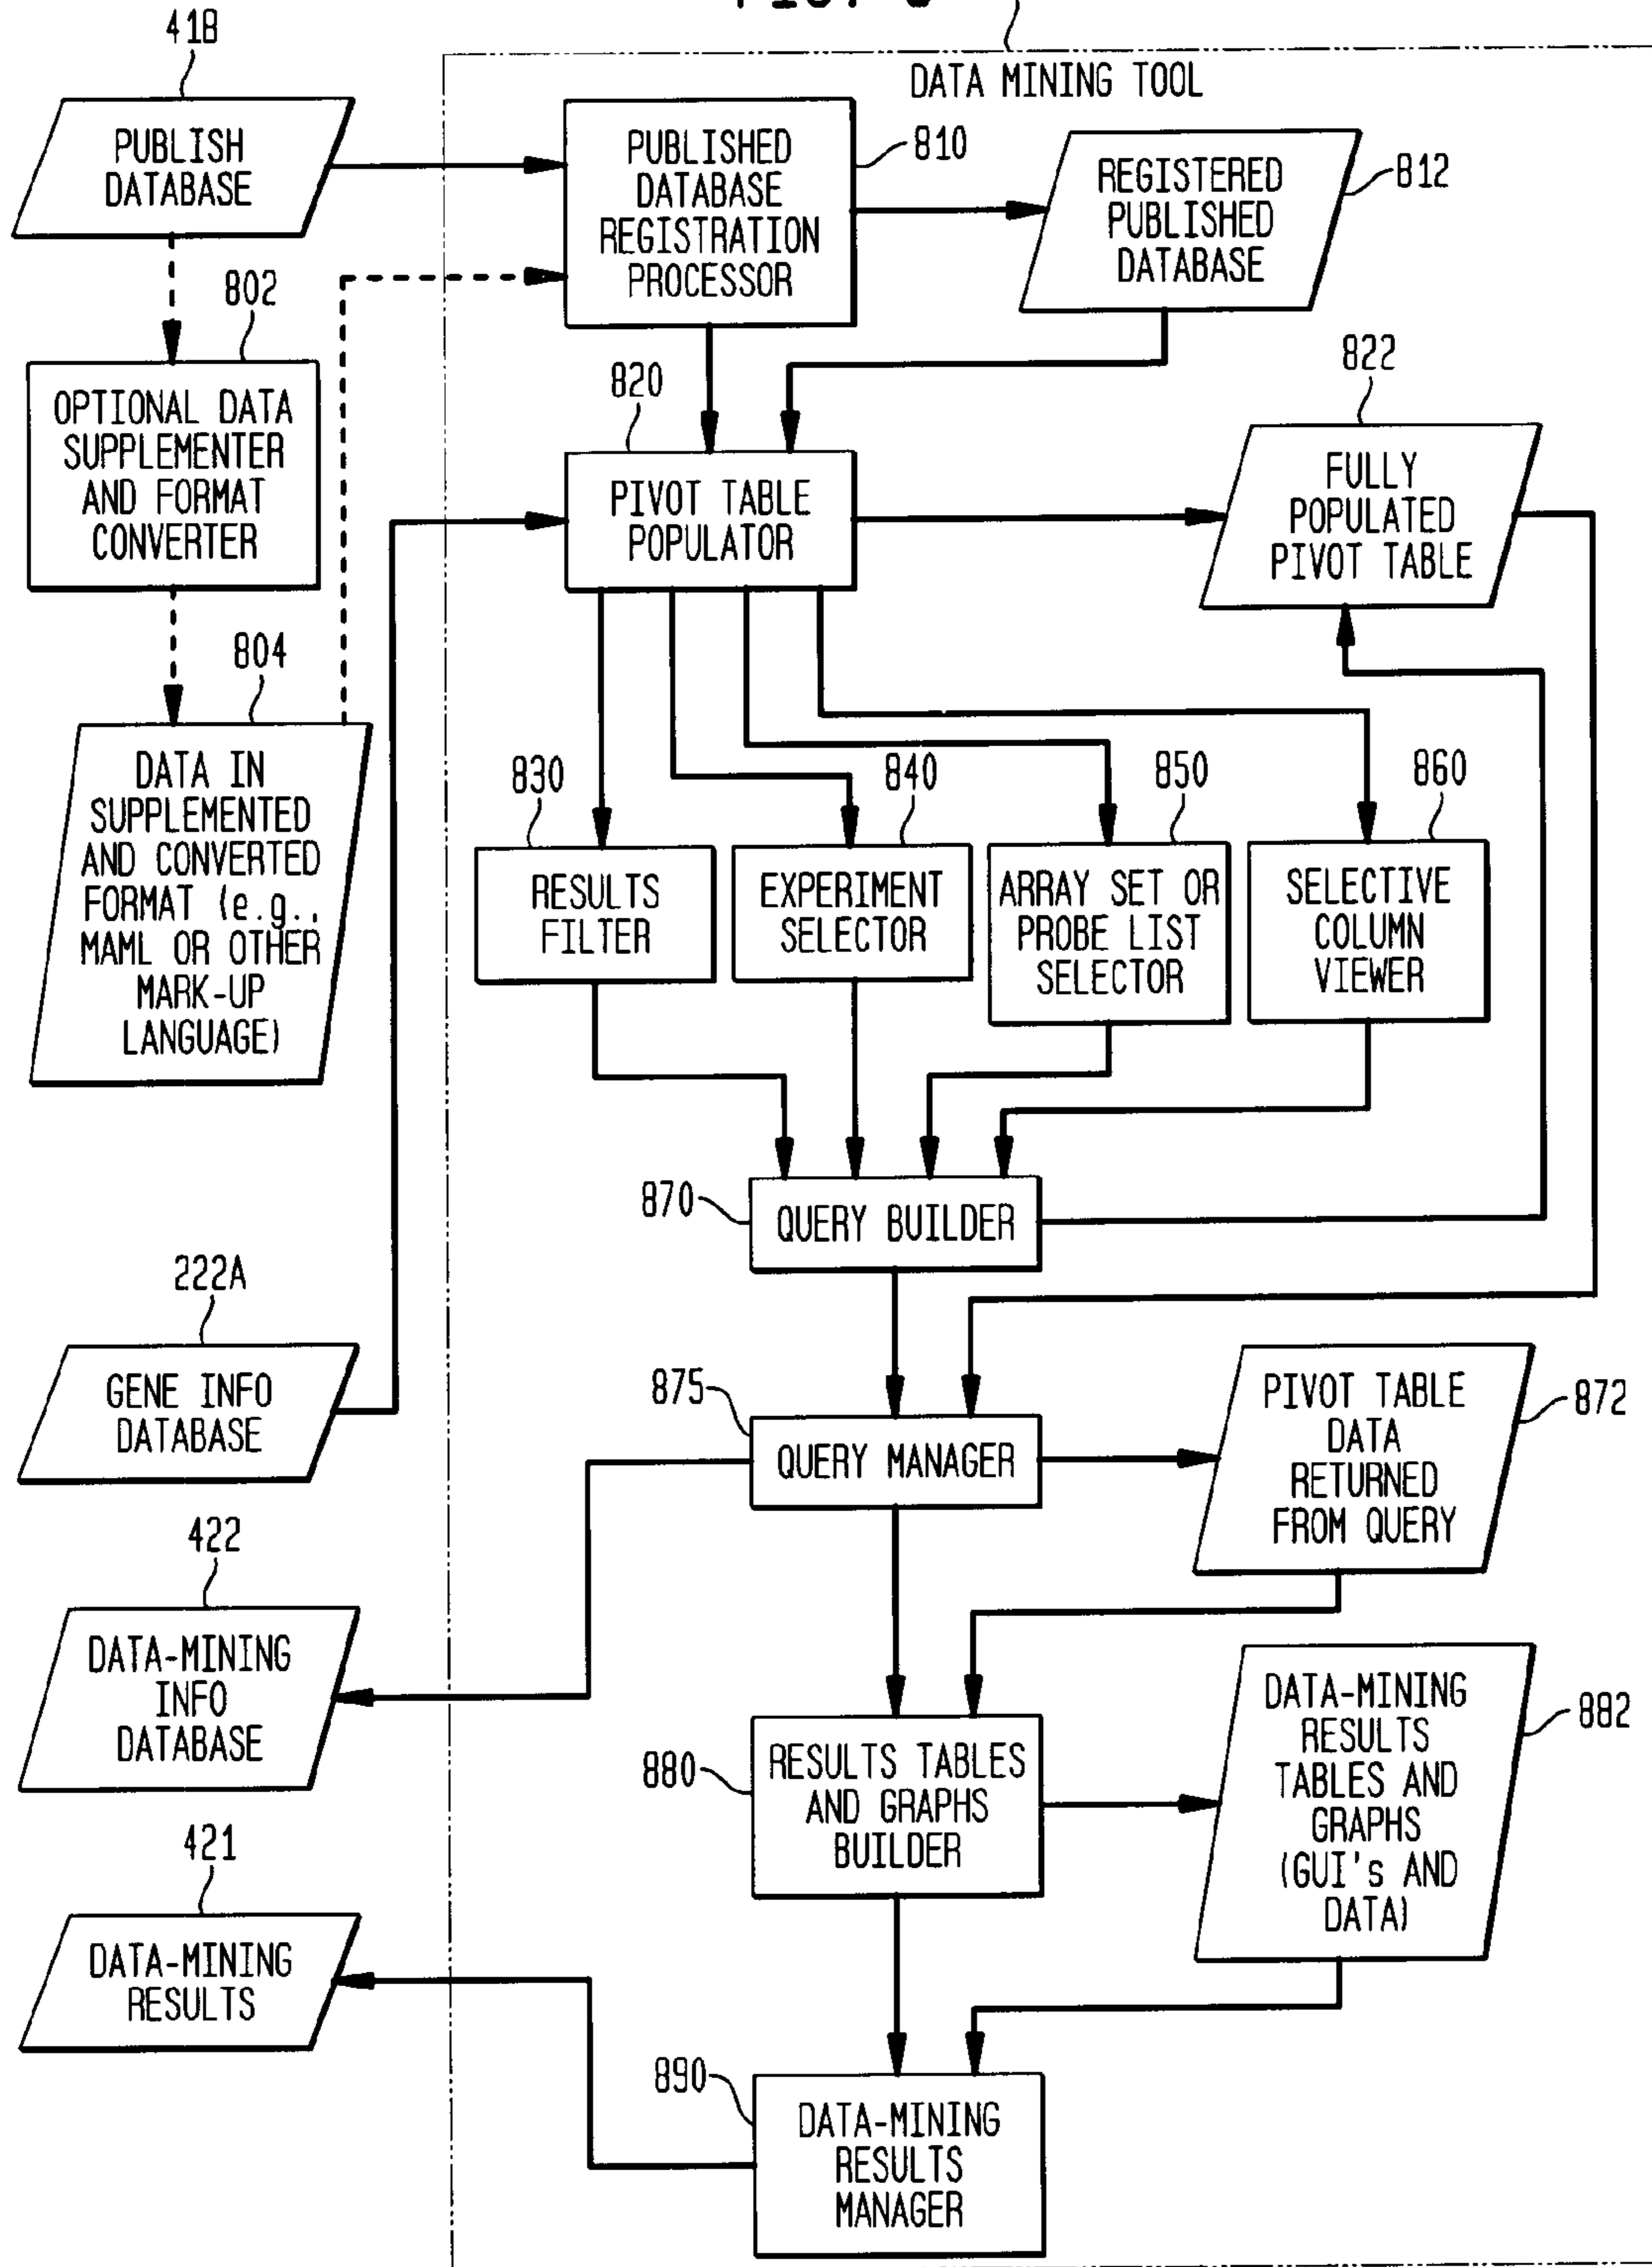 418
DATA MINING TOOL
PUBLISH
DATABASE
PUBLISHED
DATABASE
REGISTRATION
PROCESSOR
810
REGISTERED
PUBLISHED
DATABASE
812
802
OPTIONAL DATA
SUPPLEMENTER
AND FORMAT
CONVERTER
820
PIVOT TABLE
POPULATOR
822
FULLY
POPULATED
PIVOT TABLE
804
DATA IN
SUPPLEMENTED
AND CONVERTED
FORMAT (e.g.,
MAML OR OTHER
MARK-UP
LANGUAGE)
830
RESULTS
FILTER
840
EXPERIMENT
SELECTOR
850
ARRAY SET OR
PROBE LIST
SELECTOR
860
SELECTIVE
COLUMN
VIEWER
870
QUERY BUILDER
222A
GENE INFO
DATABASE
875
QUERY MANAGER
PIVOT TABLE
DATA
RETURNED
FROM QUERY
872
422
DATA-MINING
INFO
DATABASE
880
RESULTS TABLES
AND GRAPHS
BUILDER
DATA-MINING
RESULTS
TABLES AND
GRAPHS
(GUI's AND
DATA)
882
421
DATA-MINING
RESULTS
890
DATA-MINING
RESULTS
MANAGER